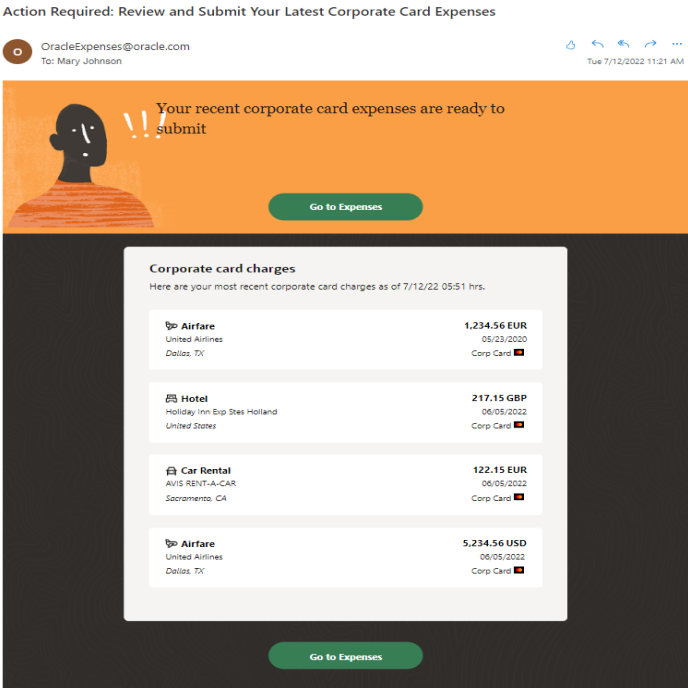 Action Required: Review and Submit Your Latest Corporate Card Expenses
O
OracleExpenses@oracle.com
To: Mary Johnson
Tue 7/12/2022 11:21 AM
Your recent corporate card expenses are ready to
submit
Go to Expenses
Corporate card charges
Here are your most recent corporate card charges as of 7/12/22 05:51 hrs.
Airfare 1,234.56 EUR
United Airlines 05/23/2020
Dallas, TX Corp Card
Hotel 217.15 GBP
Holiday Inn Exp Stes Holland 06/05/2022
United States Corp Card
Car Rental 122.15 EUR
AVIS RENT-A-CAR 06/05/2022
Sacramento, CA Corp Card
Airfare 5,234.56 USD
United Airlines 06/05/2022
Dallas, TX Corp Card
Go to Expenses